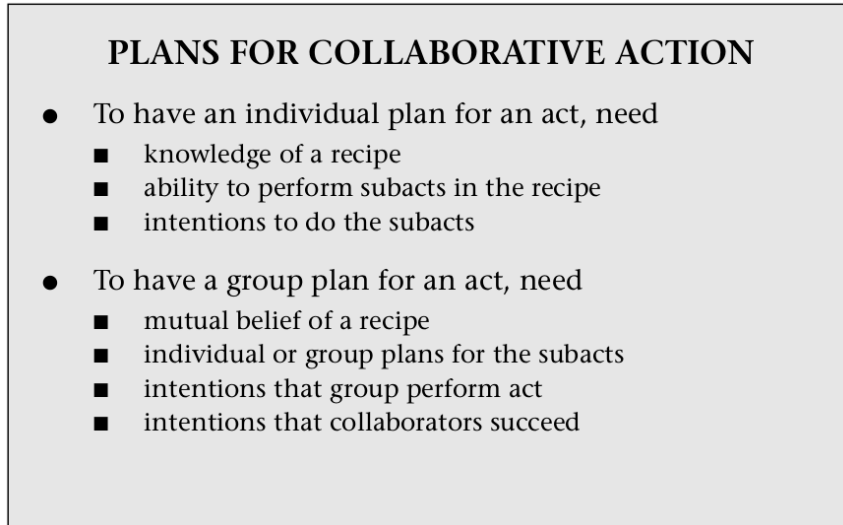 PLANS FOR COLLABORATIVE ACTION
● To have an individual plan for an act, need
■ knowledge of a recipe
■ ability to perform subacts in the recipe
■ intentions to do the subacts
● To have a group plan for an act, need
■ mutual belief of a recipe
■ individual or group plans for the subacts
■ intentions that group perform act
■ intentions that collaborators succeed